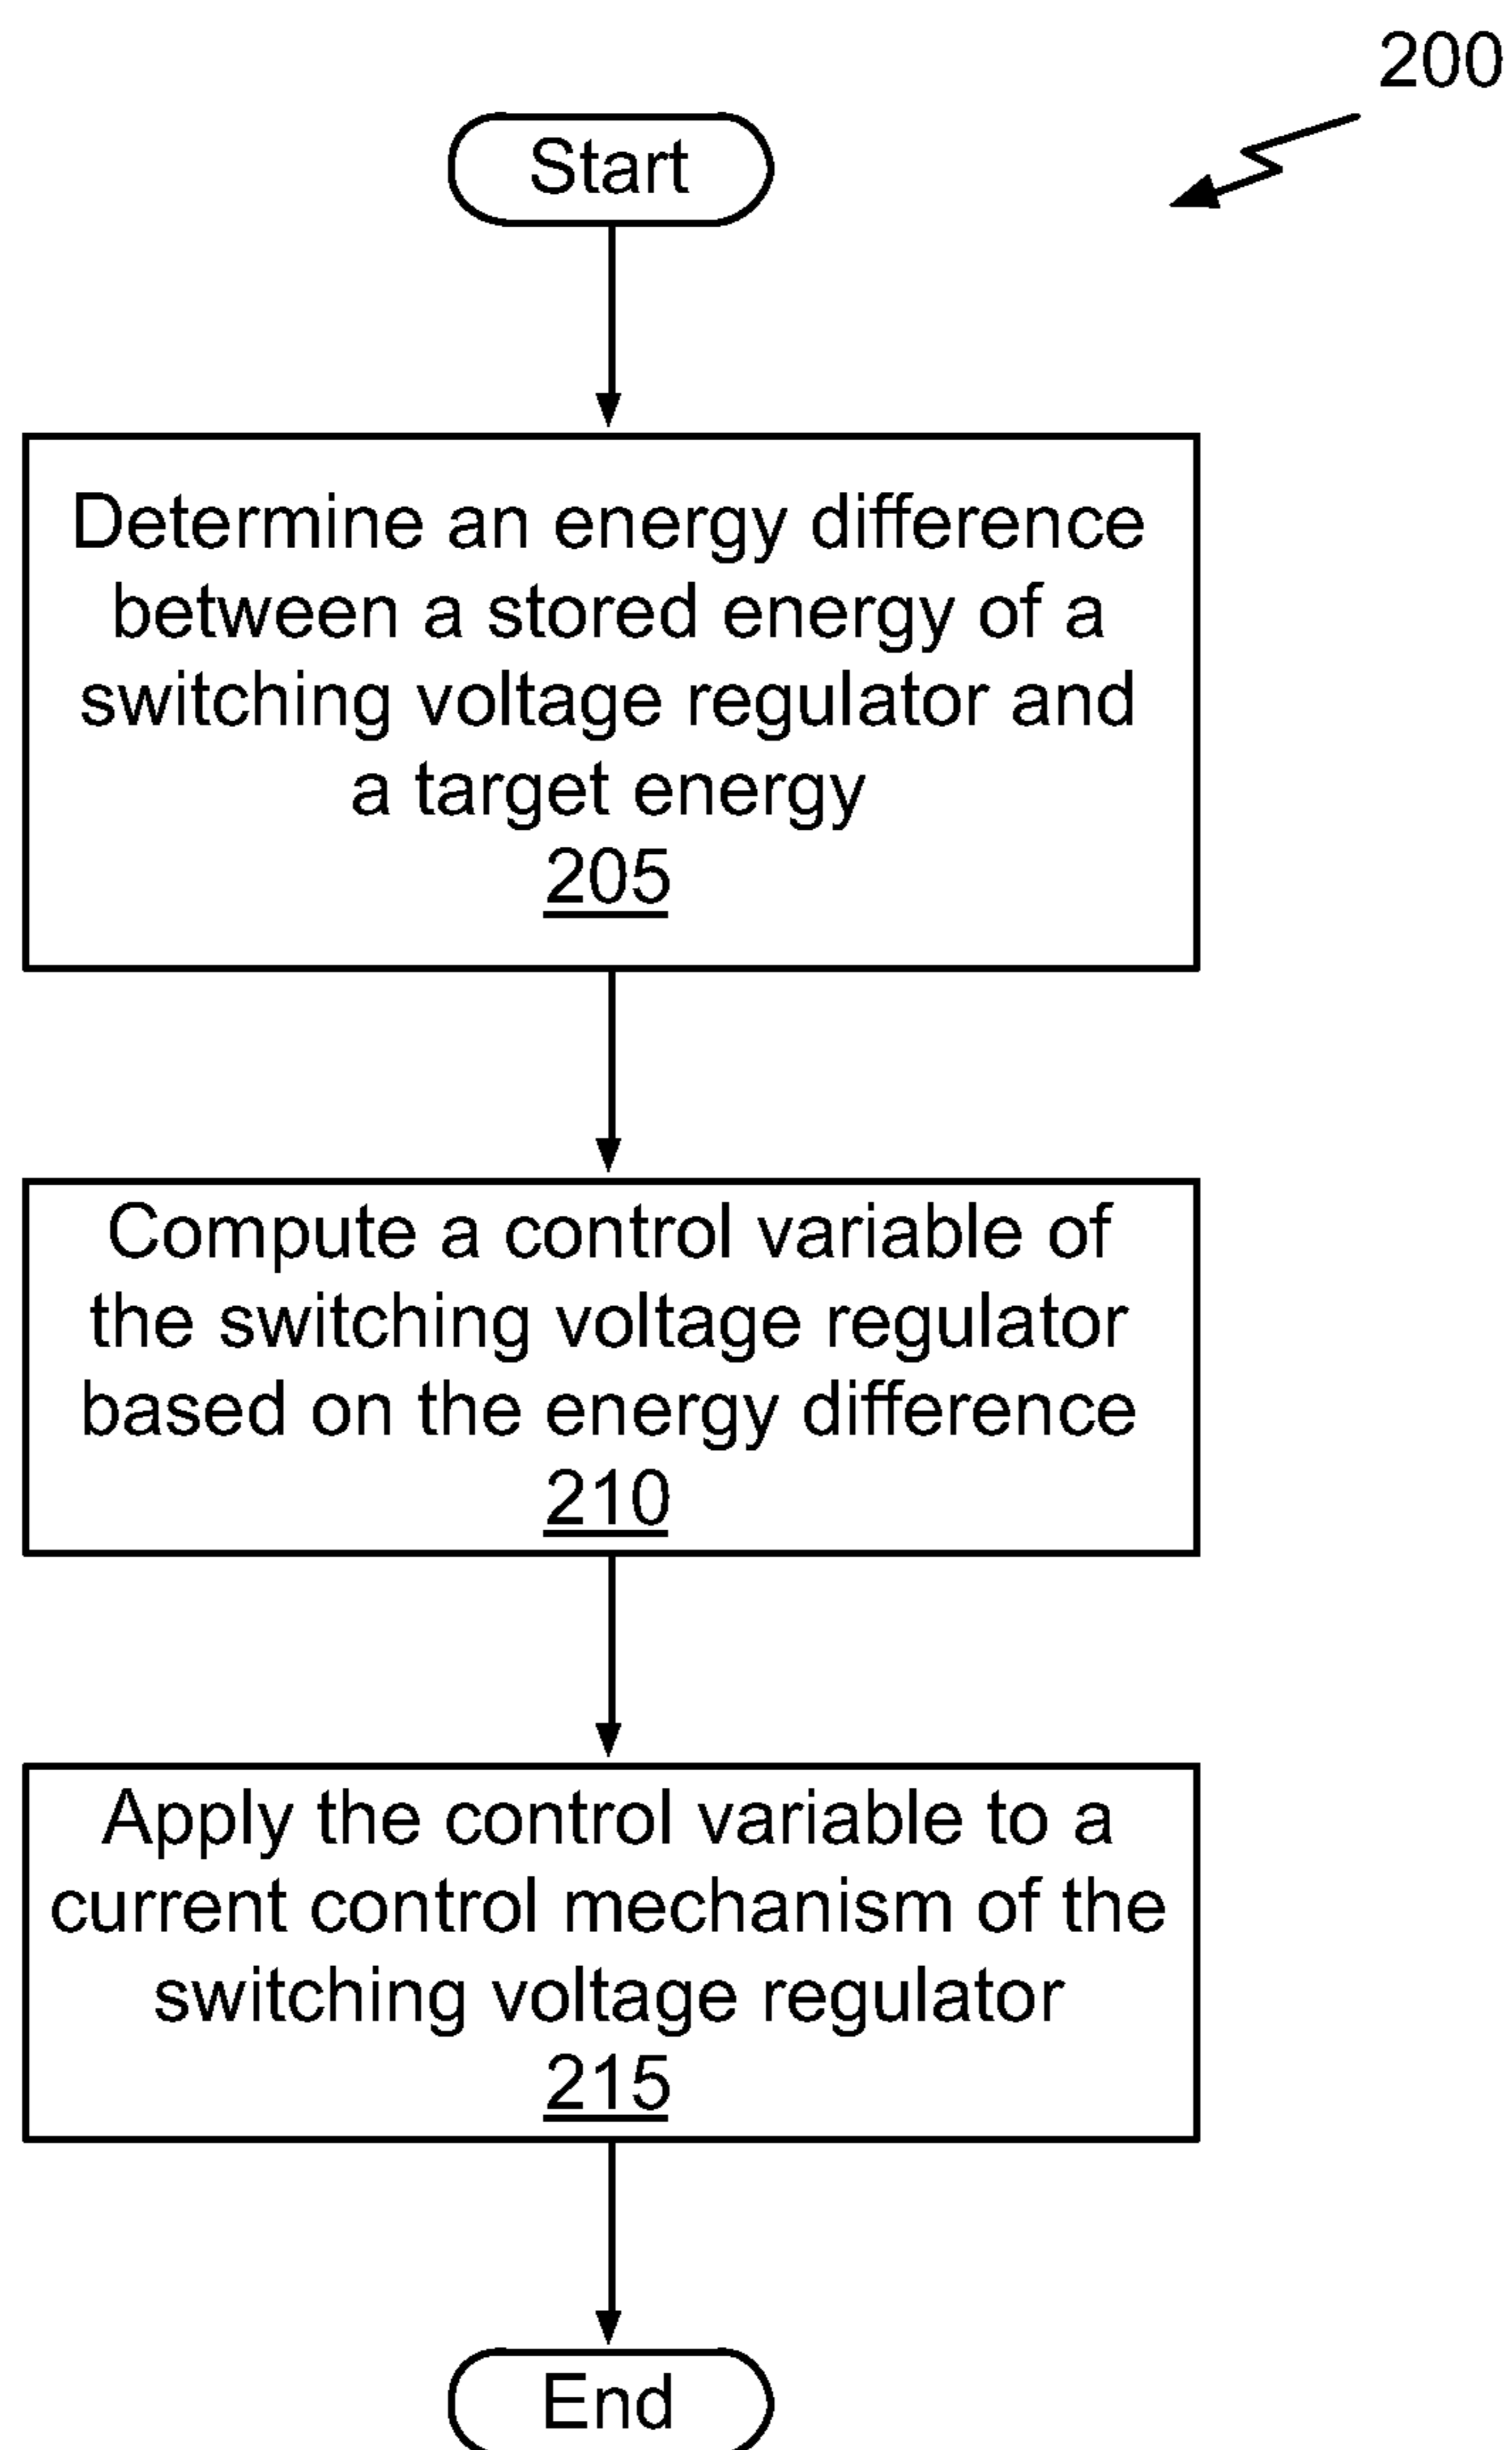 200
Start
Determine an energy difference
between a stored energy of a
switching voltage regulator and
a target energy
205
Compute a control variable of
the switching voltage regulator
based on the energy difference
210
Apply the control variable to a
current control mechanism of the
switching voltage regulator
215
End